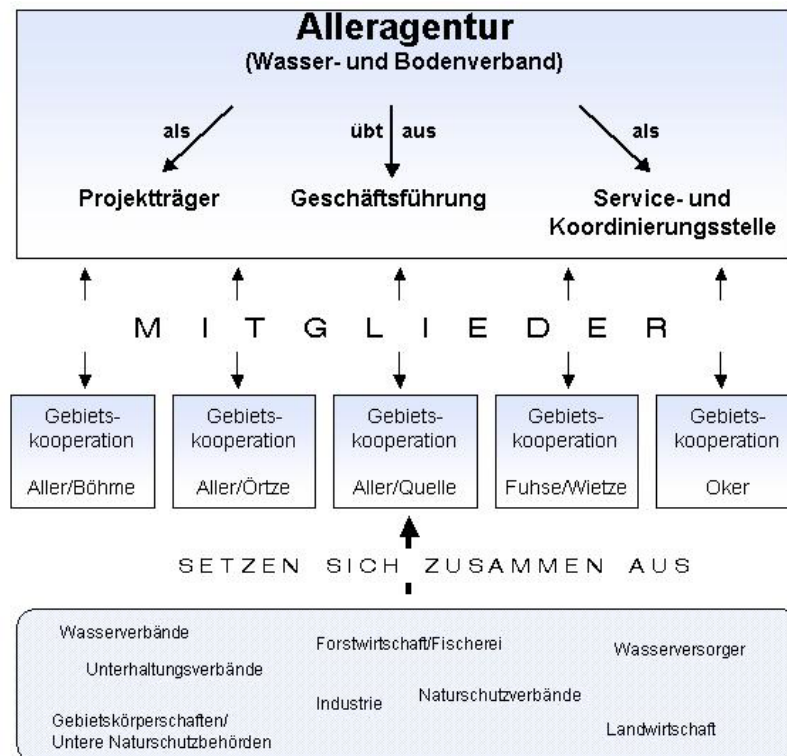 Alleragentur
(Wasser- und Bodenverband)
als
übt aus
als
Projektträger
Geschäftsführung
Service- und
Koordinierungsstelle
MITGLIEDER
Gebiets-
kooperation
Aller/Böhme
Gebiets-
kooperation
Aller/Örtze
Gebiets-
kooperation
Aller/Quelle
Gebiets-
kooperation
Fuhse/Wietze
Gebiets-
kooperation
Oker
SETZEN SICH ZUSAMMEN AUS
Wasserverbände
Forstwirtschaft/Fischerei
Wasserversorger
Unterhaltungsverbände
Industrie
Naturschutzverbände
Gebietskörperschaften/
Untere Naturschutzbehörden
Landwirtschaft